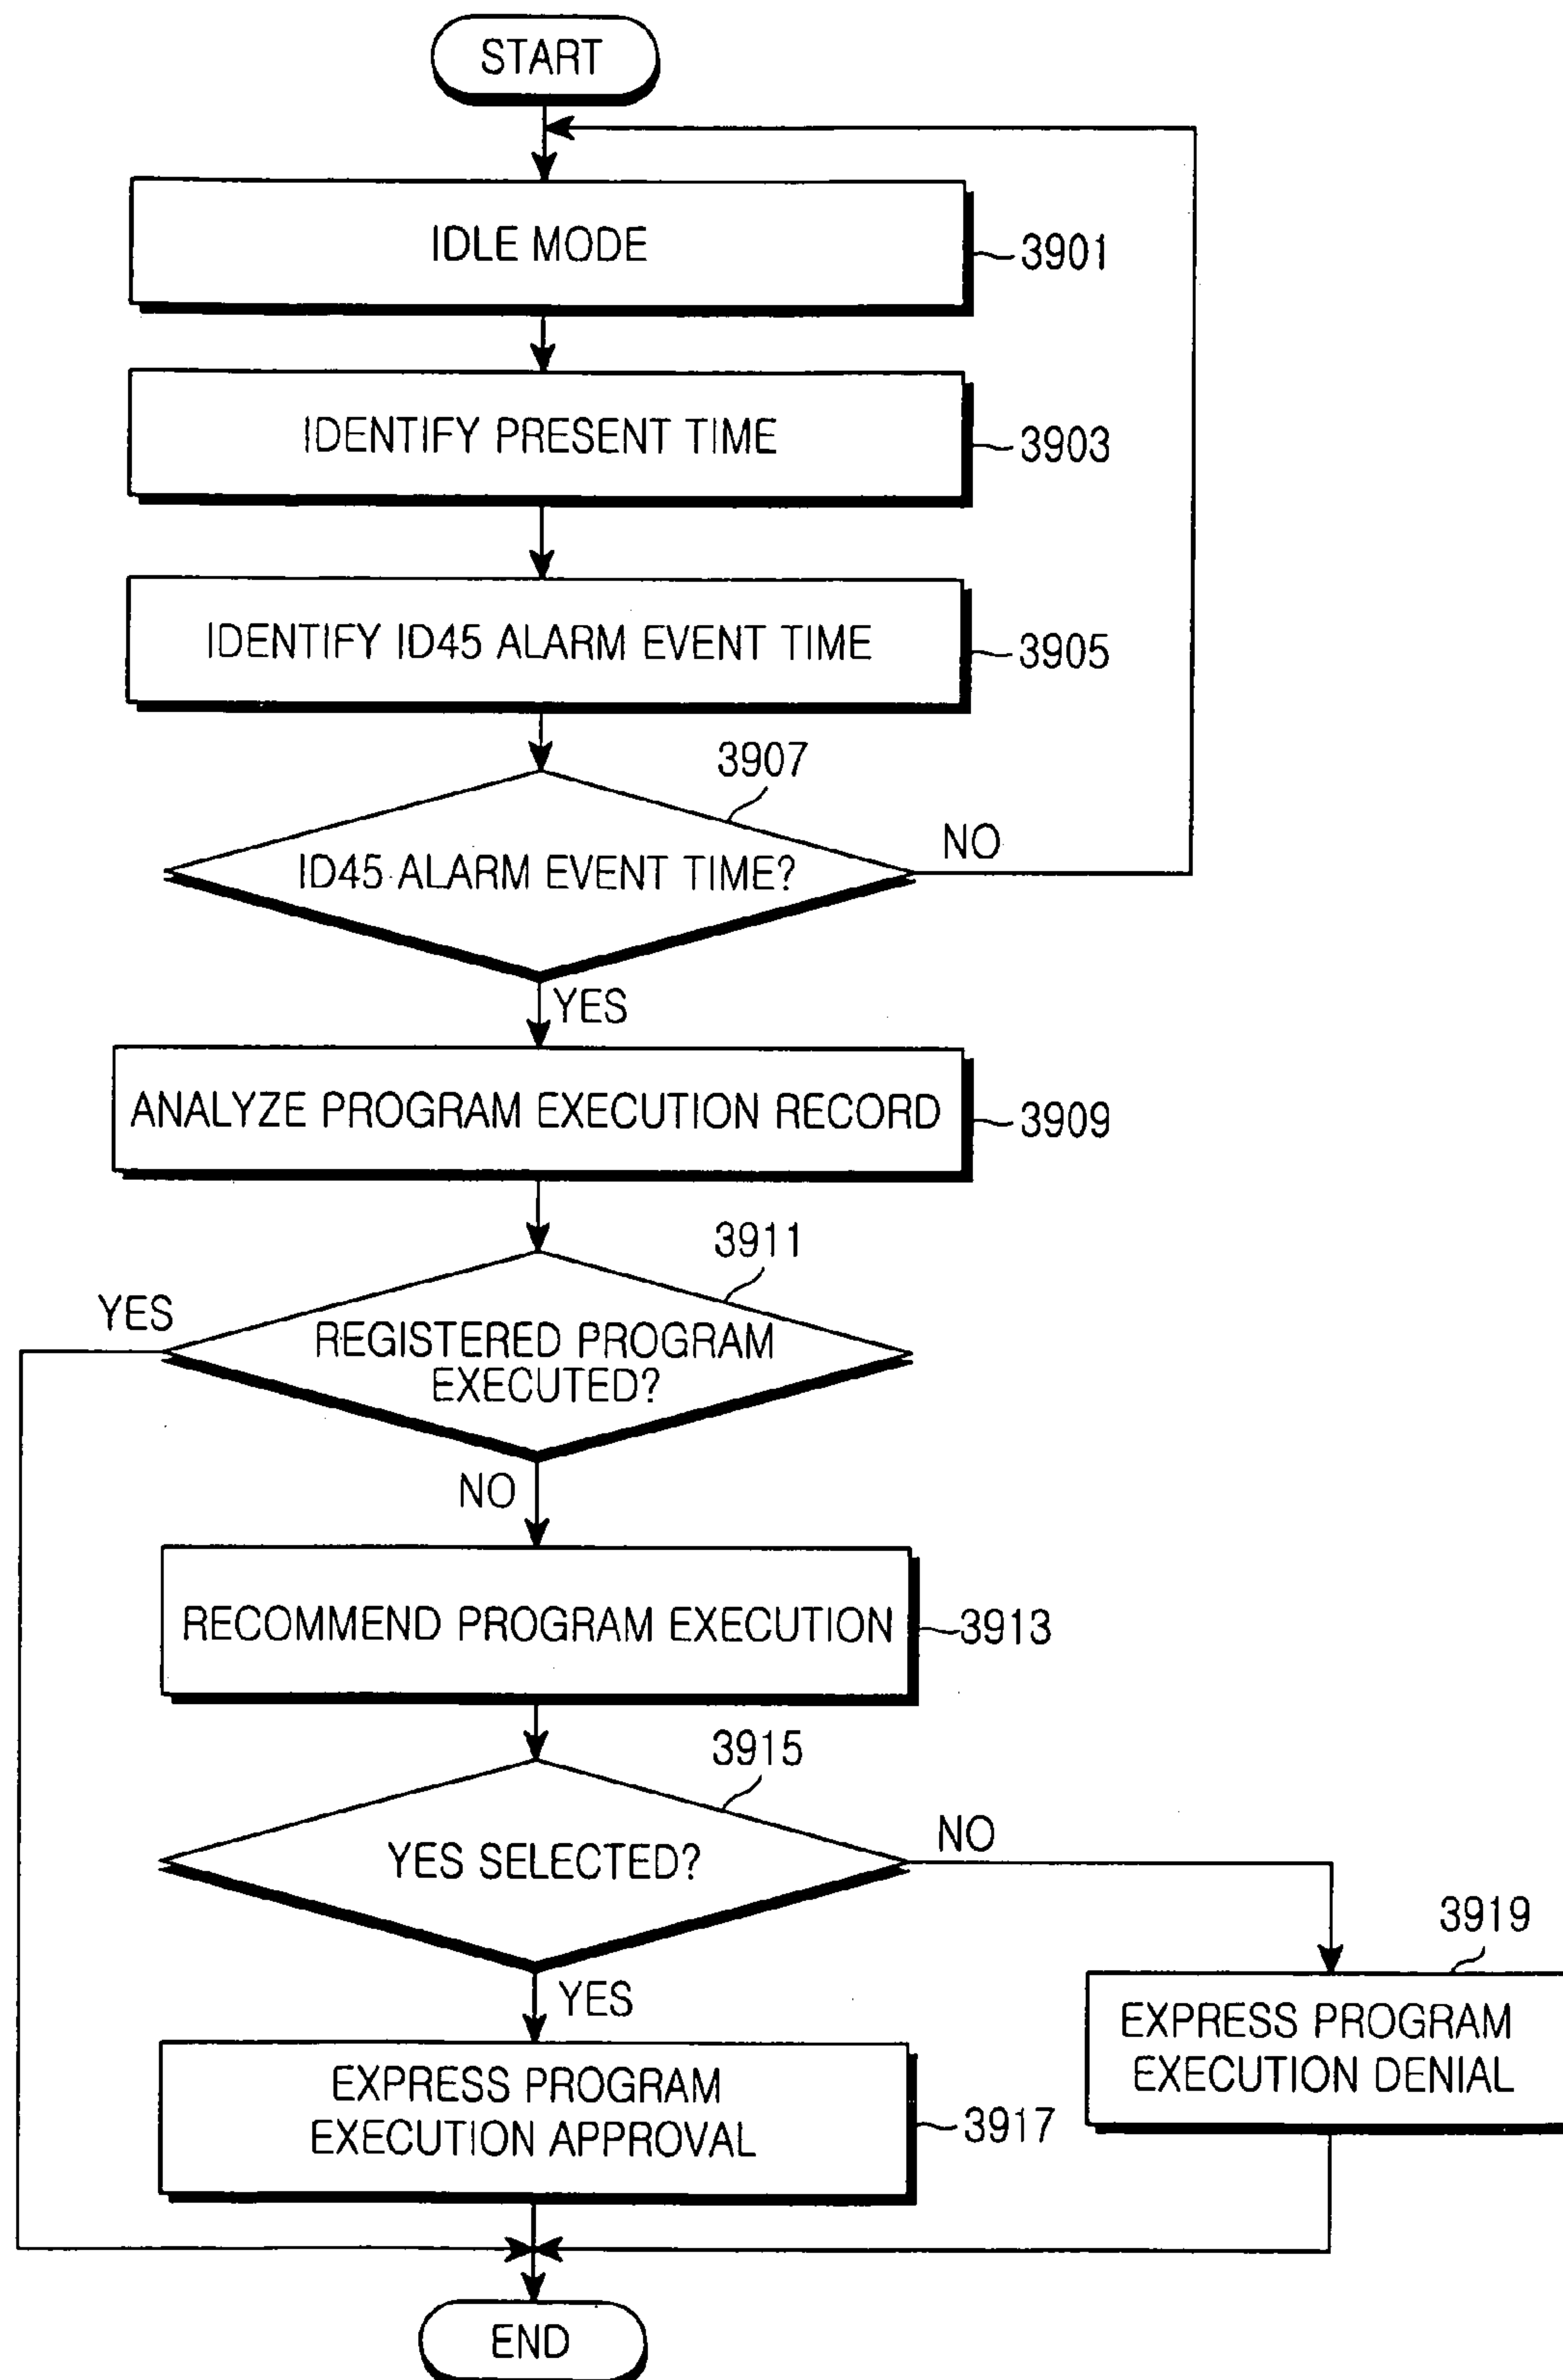 START
IDLE MODE
3901
IDENTIFY PRESENT TIME
3903
IDENTIFY ID45 ALARM EVENT TIME
3905
3907
ID45 ALARM EVENT TIME?
NO
YES
ANALYZE PROGRAM EXECUTION RECORD
3909
3911
YES
REGISTERED PROGRAM
EXECUTED?
NO
RECOMMEND PROGRAM EXECUTION
3913
3915
YES SELECTED?
NO
YES
3919
EXPRESS PROGRAM
EXECUTION DENIAL
EXPRESS PROGRAM
EXECUTION APPROVAL
3917
END